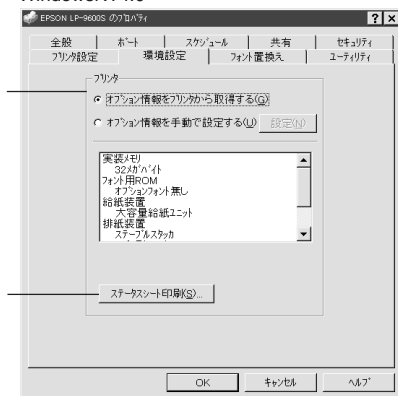 EPSON LP-9600S のプロパティ
全般 ポート スケジュール 共有 セキュリティ
プリンタ設定 環境設定 フォント置換え ユーティリティ
プリンタ
オプション情報をプリンタから取得する(G)
オプション情報を手動で設定する(U) 設定(N)
実装メモリ
32メガバイト
フォント用ROM
オプションフォント無し
給紙装置
大容量給紙ユニット
排紙装置
ステープルスタッカ
ステータスシート印刷(S)...
OK キャンセル ヘルプ